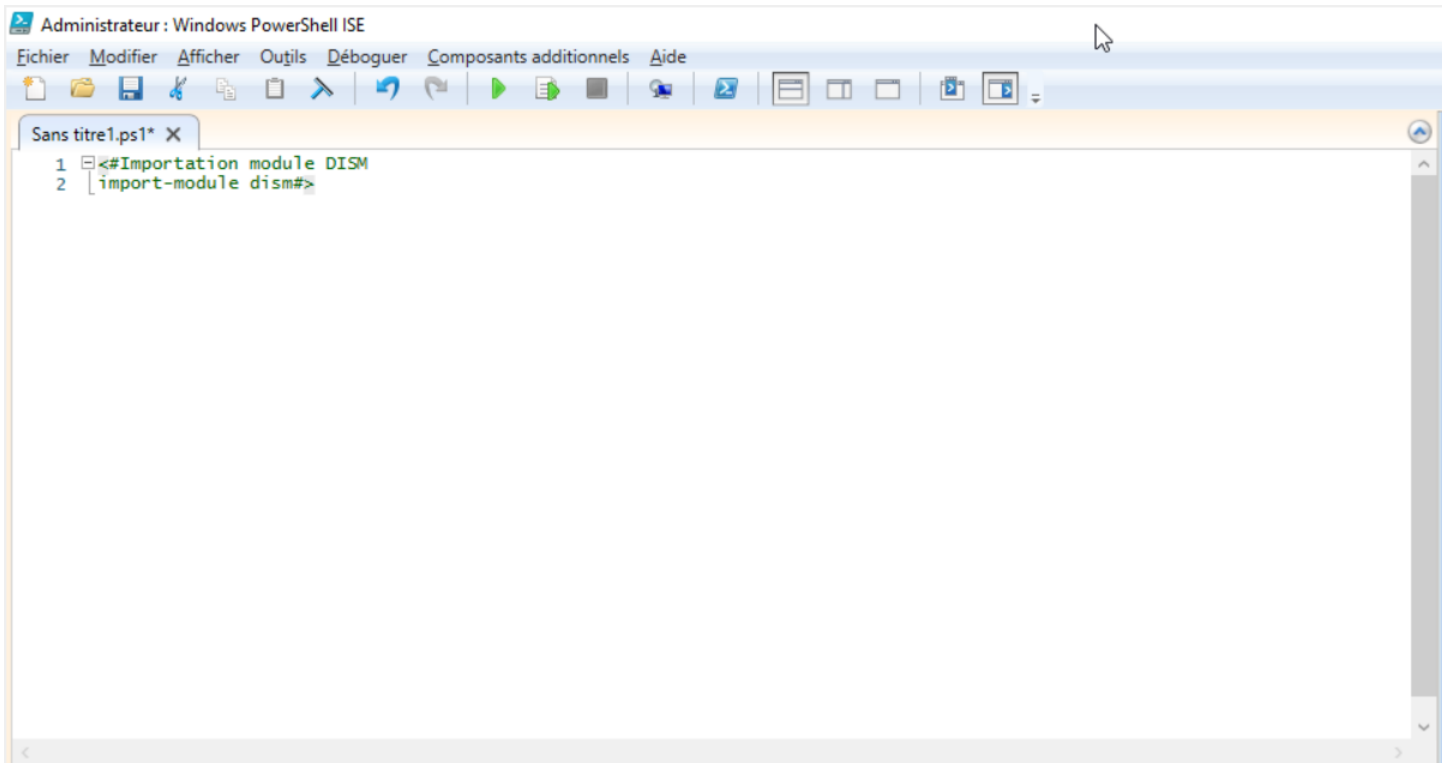 Administrateur : Windows PowerShell ISE
Fichier Modifier Afficher Outils Déboguer Composants additionnels Aide
Sans titre1.ps1* X
1 <#Importation module DISM
2 import-module dism#>